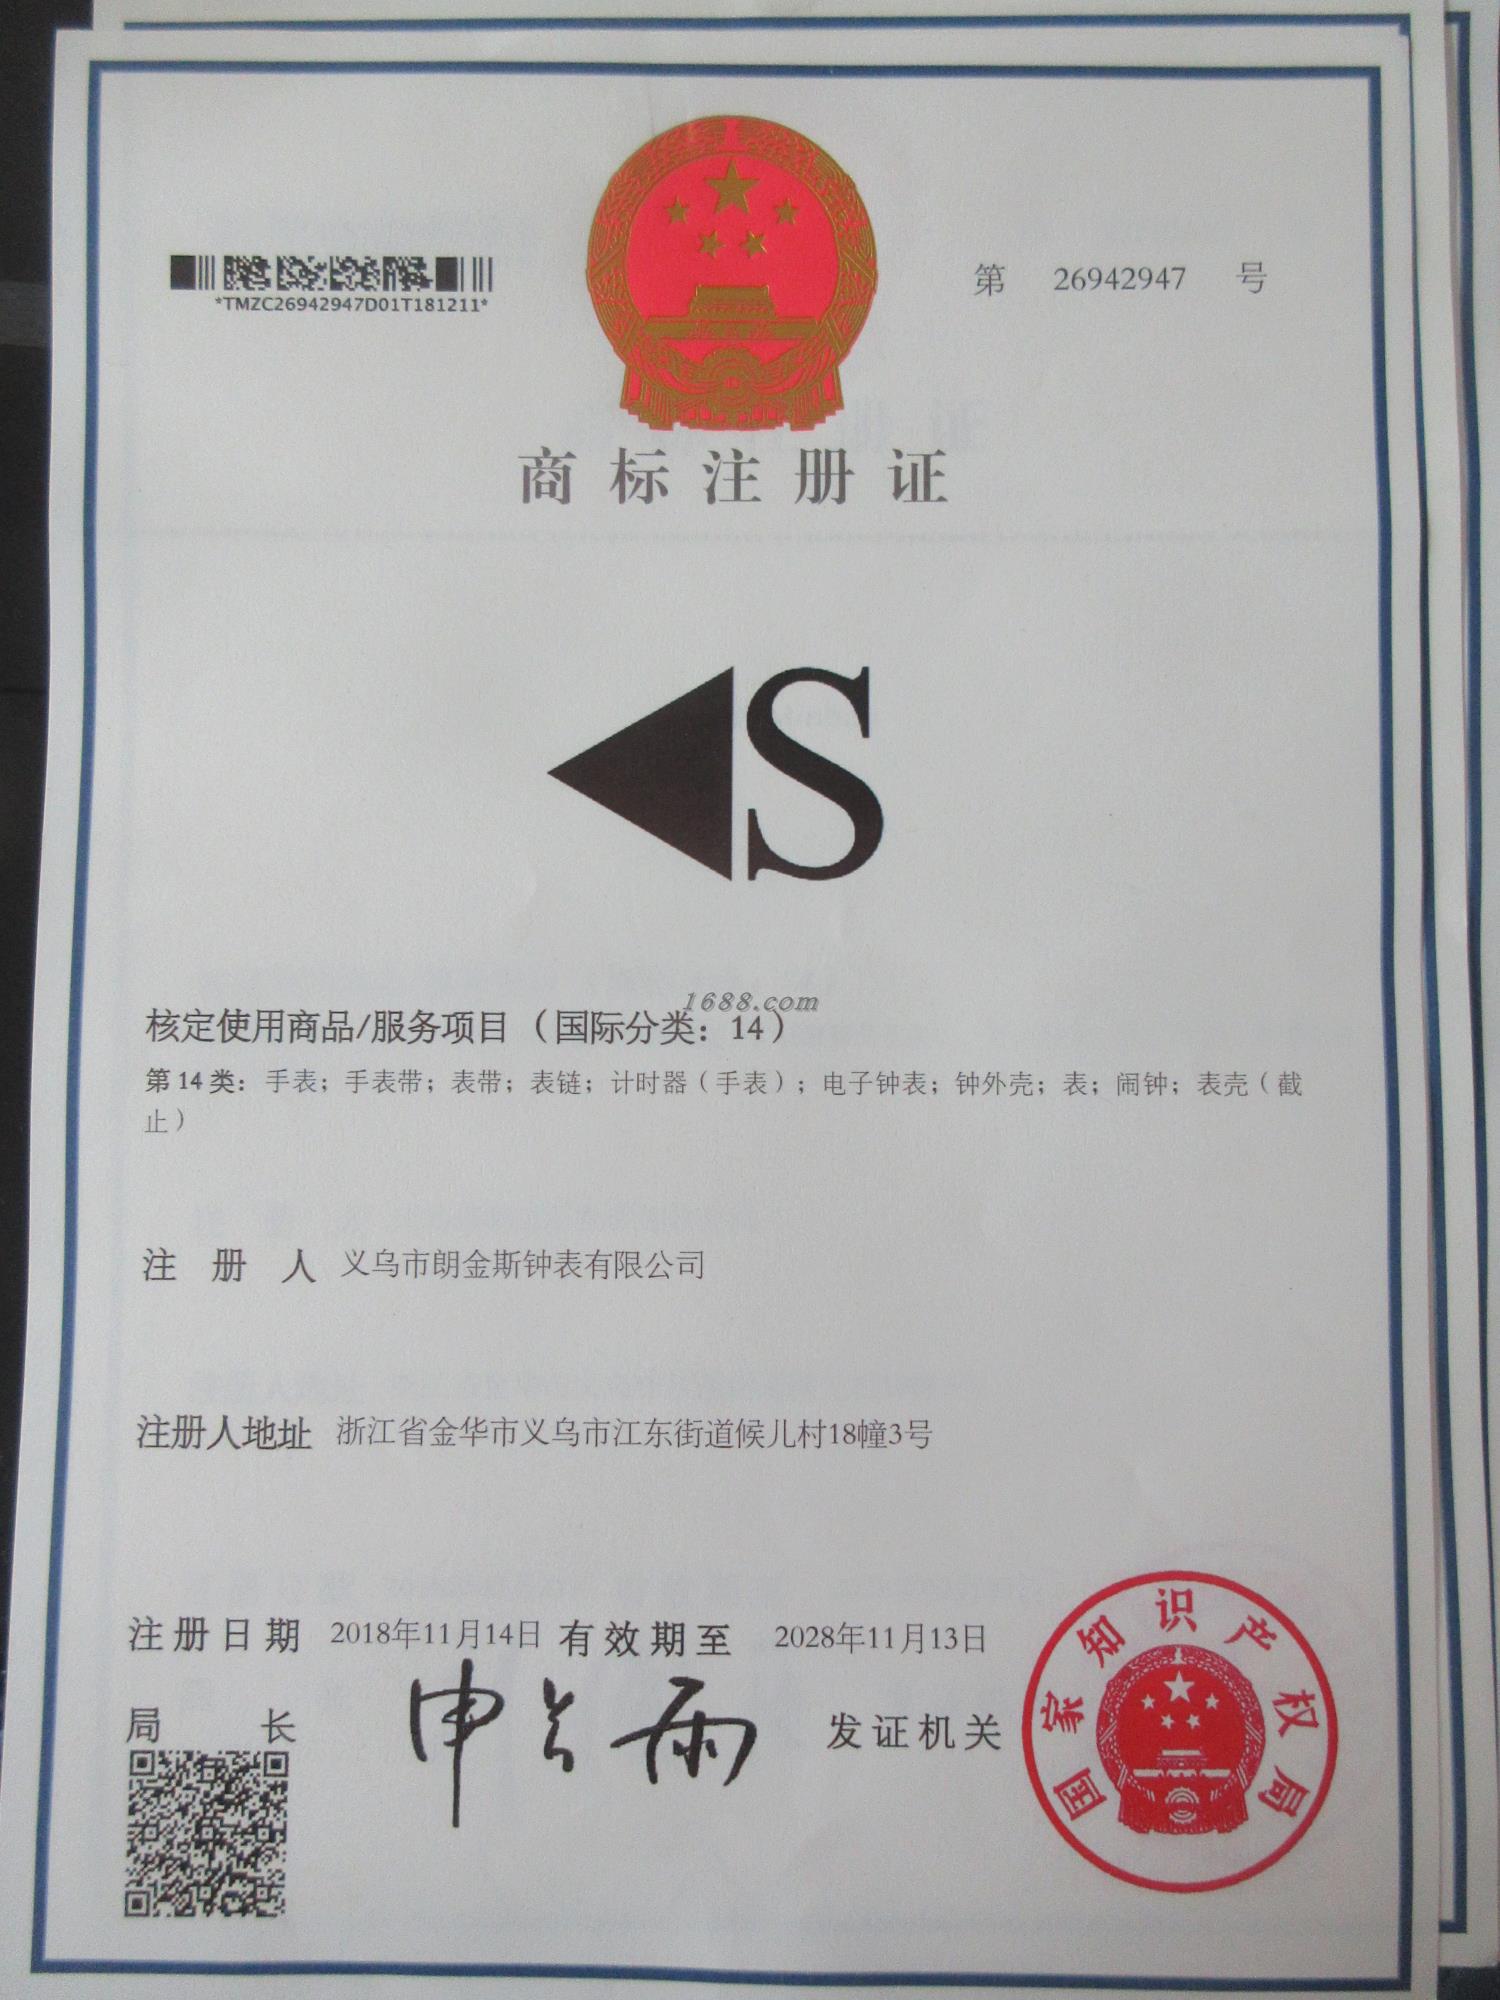 *TMZC26942947D01T181211*
第 26942947 号
商标注册证
S
1688.com
核定使用商品/服务项目（国际分类：14）
第14类：手表；手表带；表带；表链；计时器（手表）；电子钟表；钟外壳；表；闹钟；表壳（截
止）
注册人 义乌市朗金斯钟表有限公司
注册人地址 浙江省金华市义乌市江东街道候儿村18幢3号
注册日期 2018年11月14日 有效期至 2028年11月13日
局长 申长雨 发证机关
国家知识产权局